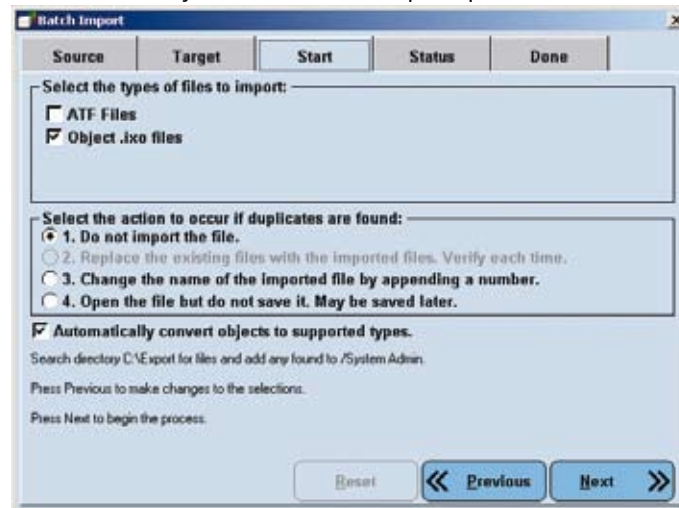 Batch Import
Source Target Start Status Done
Select the types of files to import:
ATF Files
Object .ixo files
Select the action to occur if duplicates are found:
1. Do not import the file.
2. Replace the existing files with the imported files. Verify each time.
3. Change the name of the imported file by appending a number.
4. Open the file but do not save it. May be saved later.
Automatically convert objects to supported types.
Search directory C:\Export for files and add any found to /System Admin.
Press Previous to make changes to the selections.
Press Next to begin the process.
Reset Previous Next